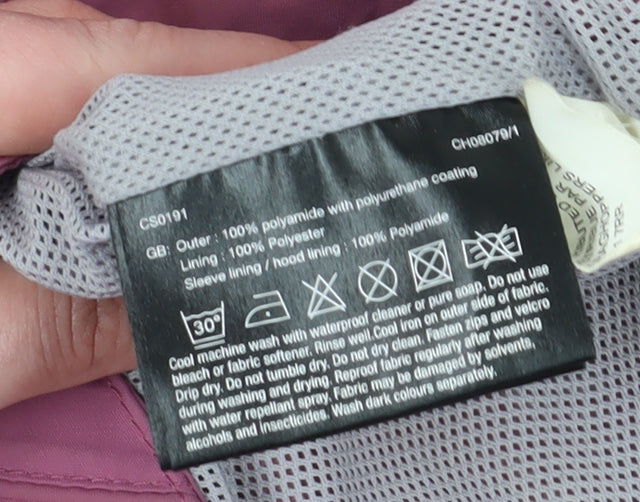 CH08079/1
CS0191
GB: Outer : 100% polyamide with polyurethane coating
Lining : 100% Polyester
Sleeve lining / hood lining : 100% Polyamide
30°
Cool machine wash with waterproof cleaner or pure soap. Do not use
bleach or fabric softener. Rinse well.Cool iron on outer side of fabric.
Drip dry. Do not tumble dry. Do not dry clean. Fasten zips and velcro
during washing and drying. Reproof fabric regularly after washing
with water repellant spray. Fabric may be damaged by solvents,
alcohols and insecticides. Wash dark colours separately.